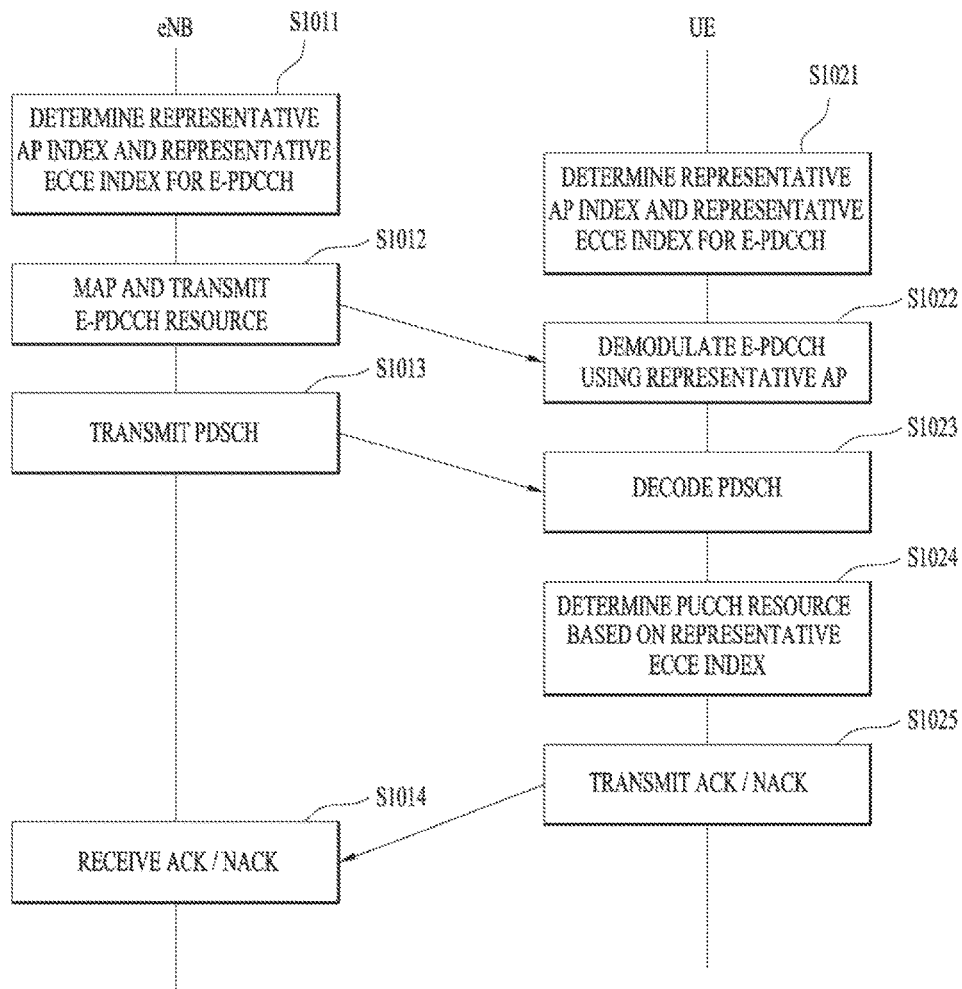 eNB
S1011
UE
S1021
DETERMINE REPRESENTATIVE
AP INDEX AND REPRESENTATIVE
ECCE INDEX FOR E-PDCCH
DETERMINE REPRESENTATIVE
AP INDEX AND REPRESENTATIVE
ECCE INDEX FOR E-PDCCH
S1012
MAP AND TRANSMIT
E-PDCCH RESOURCE
S1022
DEMODULATE E-PDCCH
USING REPRESENTATIVE AP
S1013
TRANSMIT PDSCH
S1023
DECODE PDSCH
S1024
DETERMINE PUCCH RESOURCE
BASED ON REPRESENTATIVE
ECCE INDEX
S1025
TRANSMIT ACK / NACK
S1014
RECEIVE ACK / NACK